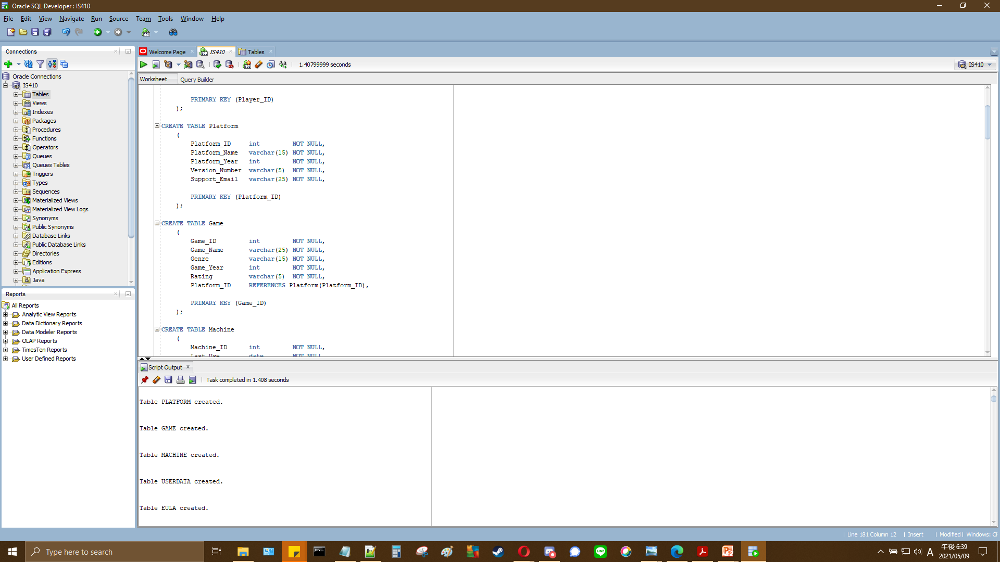 Oracle SQL Developer : IS410
File Edit View Navigate Run Source Team Tools Window Help
Connections
Oracle Connections
IS410
Tables
Views
Indexes
Packages
Procedures
Functions
Operators
Queues
Queues Tables
Triggers
Types
Sequences
Materialized Views
Materialized View Logs
Synonyms
Public Synonyms
Database Links
Public Database Links
Directories
Editions
Application Express
Java
Reports
All Reports
Analytic View Reports
Data Dictionary Reports
Data Modeler Reports
OLAP Reports
TimesTen Reports
User Defined Reports
Welcome Page IS410 Tables
1.40799999 seconds
IS410
Worksheet Query Builder
PRIMARY KEY (Player_ID)
);
CREATE TABLE Platform
(
Platform_ID int NOT NULL,
Platform_Name varchar(15) NOT NULL,
Platform_Year int NOT NULL,
Version_Number varchar(5) NOT NULL,
Support_Email varchar(25) NOT NULL,
PRIMARY KEY (Platform_ID)
);
CREATE TABLE Game
(
Game_ID int NOT NULL,
Game_Name varchar(25) NOT NULL,
Genre varchar(15) NOT NULL,
Game_Year int NOT NULL,
Rating varchar(5) NOT NULL,
Platform_ID REFERENCES Platform(Platform_ID),
PRIMARY KEY (Game_ID)
);
CREATE TABLE Machine
(
Machine_ID int NOT NULL,
Last_Use date NOT NULL
Script Output
Task completed in 1.408 seconds
Table PLATFORM created.
Table GAME created.
Table MACHINE created.
Table USERDATA created.
Table EULA created.
Line 181 Column 12 Insert Modified Windows: CF
Type here to search
LINE
A
午後 6:39
2021/05/09